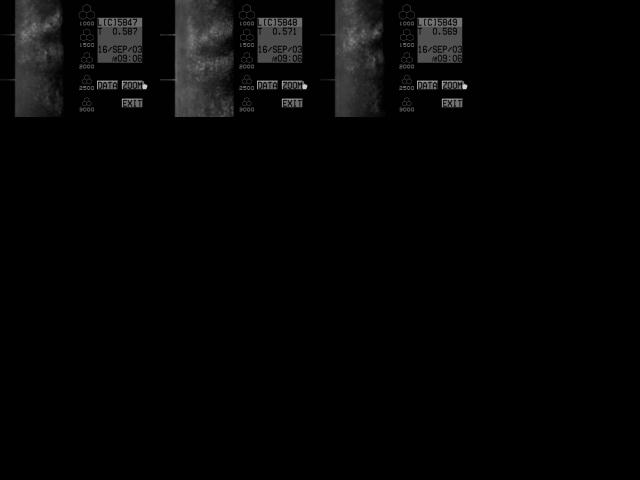 1000
L(C)5847
T 0.587
1500
16/SEP/03
09:06
2000
2500
DATA ZOOM
EXIT
3000
1000
L(C)5848
T 0.571
1500
16/SEP/03
09:06
2000
2500
DATA ZOOM
EXIT
3000
1000
L(C)5849
T 0.569
1500
16/SEP/03
09:06
2000
2500
DATA ZOOM
EXIT
3000